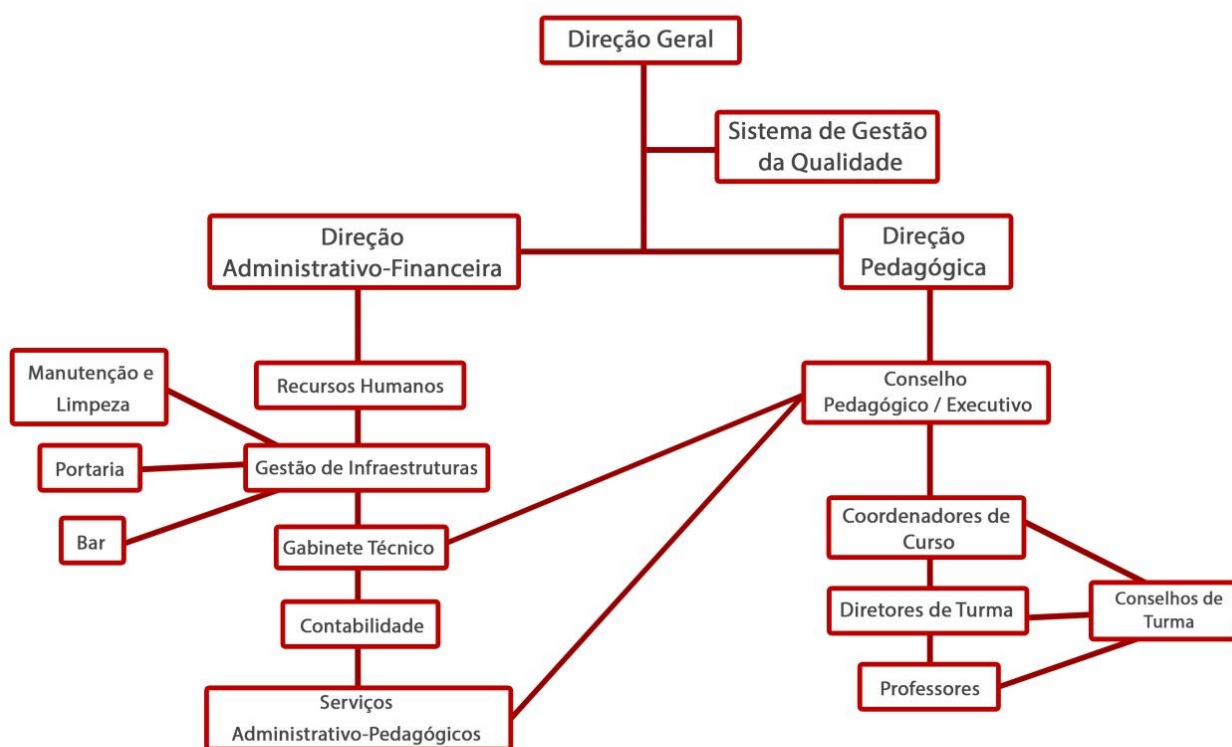 Direção Geral
Sistema de Gestão
da Qualidade
Direção
Administrativo-Financeira
Direção
Pedagógica
Manutenção e
Limpeza
Recursos Humanos
Conselho
Pedagógico / Executivo
Portaria
Gestão de Infraestruturas
Bar
Gabinete Técnico
Coordenadores de
Curso
Contabilidade
Diretores de Turma
Conselhos de
Turma
Professores
Serviços
Administrativo-Pedagógicos